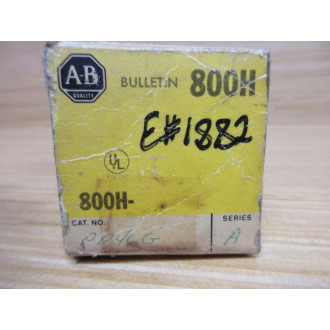 A-B
QUALITY
BULLETIN 800H
E#1882
UL
800H-
CAT. NO.
SERIES
A